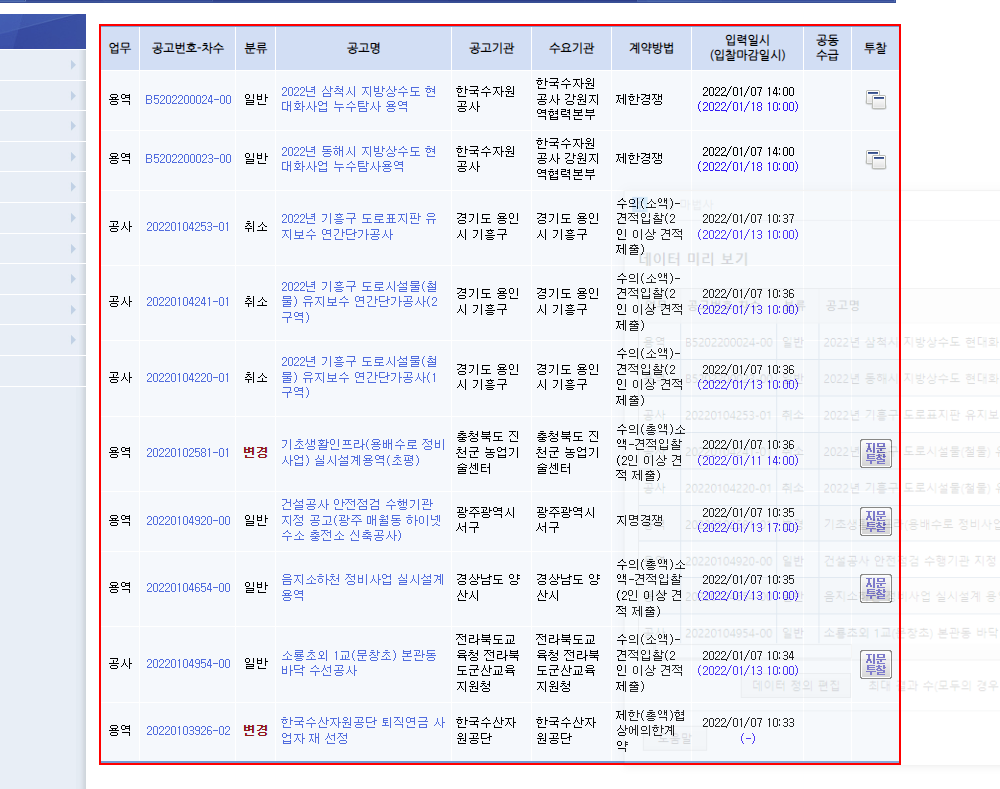 업무 공고번호-차수 분류 공고명 공고기관 수요기관 계약방법 입력일시
(입찰마감일시) 공동
수급 투찰
용역 B5202200024-00 일반 2022년 삼척시 지방상수도 현
대화사업 누수탐사 용역 한국수자원
공사 한국수자원
공사 강원지
역협력본부 제한경쟁 2022/01/07 14:00
(2022/01/18 10:00)
용역 B5202200023-00 일반 2022년 동해시 지방상수도 현
대화사업 누수탐사용역 한국수자원
공사 한국수자원
공사 강원지
역협력본부 제한경쟁 2022/01/07 14:00
(2022/01/18 10:00)
공사 20220104253-01 취소 2022년 기흥구 도로표지판 유
지보수 연간단가공사 경기도 용인
시 기흥구 경기도 용인
시 기흥구 수의(소액)-
견적입찰(2
인 이상 견적
제출) 2022/01/07 10:37
(2022/01/13 10:00)
공사 20220104241-01 취소 2022년 기흥구 도로시설물(철
물) 유지보수 연간단가공사(2
구역) 경기도 용인
시 기흥구 경기도 용인
시 기흥구 수의(소액)-
견적입찰(2
인 이상 견적
제출) 2022/01/07 10:36
(2022/01/13 10:00)
공사 20220104220-01 취소 2022년 기흥구 도로시설물(철
물) 유지보수 연간단가공사(1
구역) 경기도 용인
시 기흥구 경기도 용인
시 기흥구 수의(소액)-
견적입찰(2
인 이상 견적
제출) 2022/01/07 10:36
(2022/01/13 10:00)
용역 20220102581-01 변경 기초생활인프라(용배수로 정비
사업) 실시설계용역(초평) 충청북도 진
천군 농업기
술센터 충청북도 진
천군 농업기
술센터 수의(총액)소
액-견적입찰
(2인 이상 견
적 제출) 2022/01/07 10:36
(2022/01/11 14:00) 지문
투찰
용역 20220104920-00 일반 건설공사 안전점검 수행기관
지정 공고(광주 매월동 하이넷
수소 충전소 신축공사) 광주광역시
서구 광주광역시
서구 지명경쟁 2022/01/07 10:35
(2022/01/13 17:00) 지문
투찰
용역 20220104654-00 일반 음지소하천 정비사업 실시설계
용역 경상남도 양
산시 경상남도 양
산시 수의(총액)소
액-견적입찰
(2인 이상 견
적 제출) 2022/01/07 10:35
(2022/01/13 10:00) 지문
투찰
공사 20220104954-00 일반 소룡초외 1교(문창초) 본관동
바닥 수선공사 전라북도교
육청 전라북
도군산교육
지원청 전라북도교
육청 전라북
도군산교육
지원청 수의(소액)-
견적입찰(2
인 이상 견적
제출) 2022/01/07 10:34
(2022/01/13 10:00) 지문
투찰
용역 20220103926-02 변경 한국수산자원공단 퇴직연금 사
업자 재 선정 한국수산자
원공단 한국수산자
원공단 제한(총액)협
상에의한계
약 2022/01/07 10:33
(-)
데이터 미리 보기
공고명
데이터 정의 편집
도움말